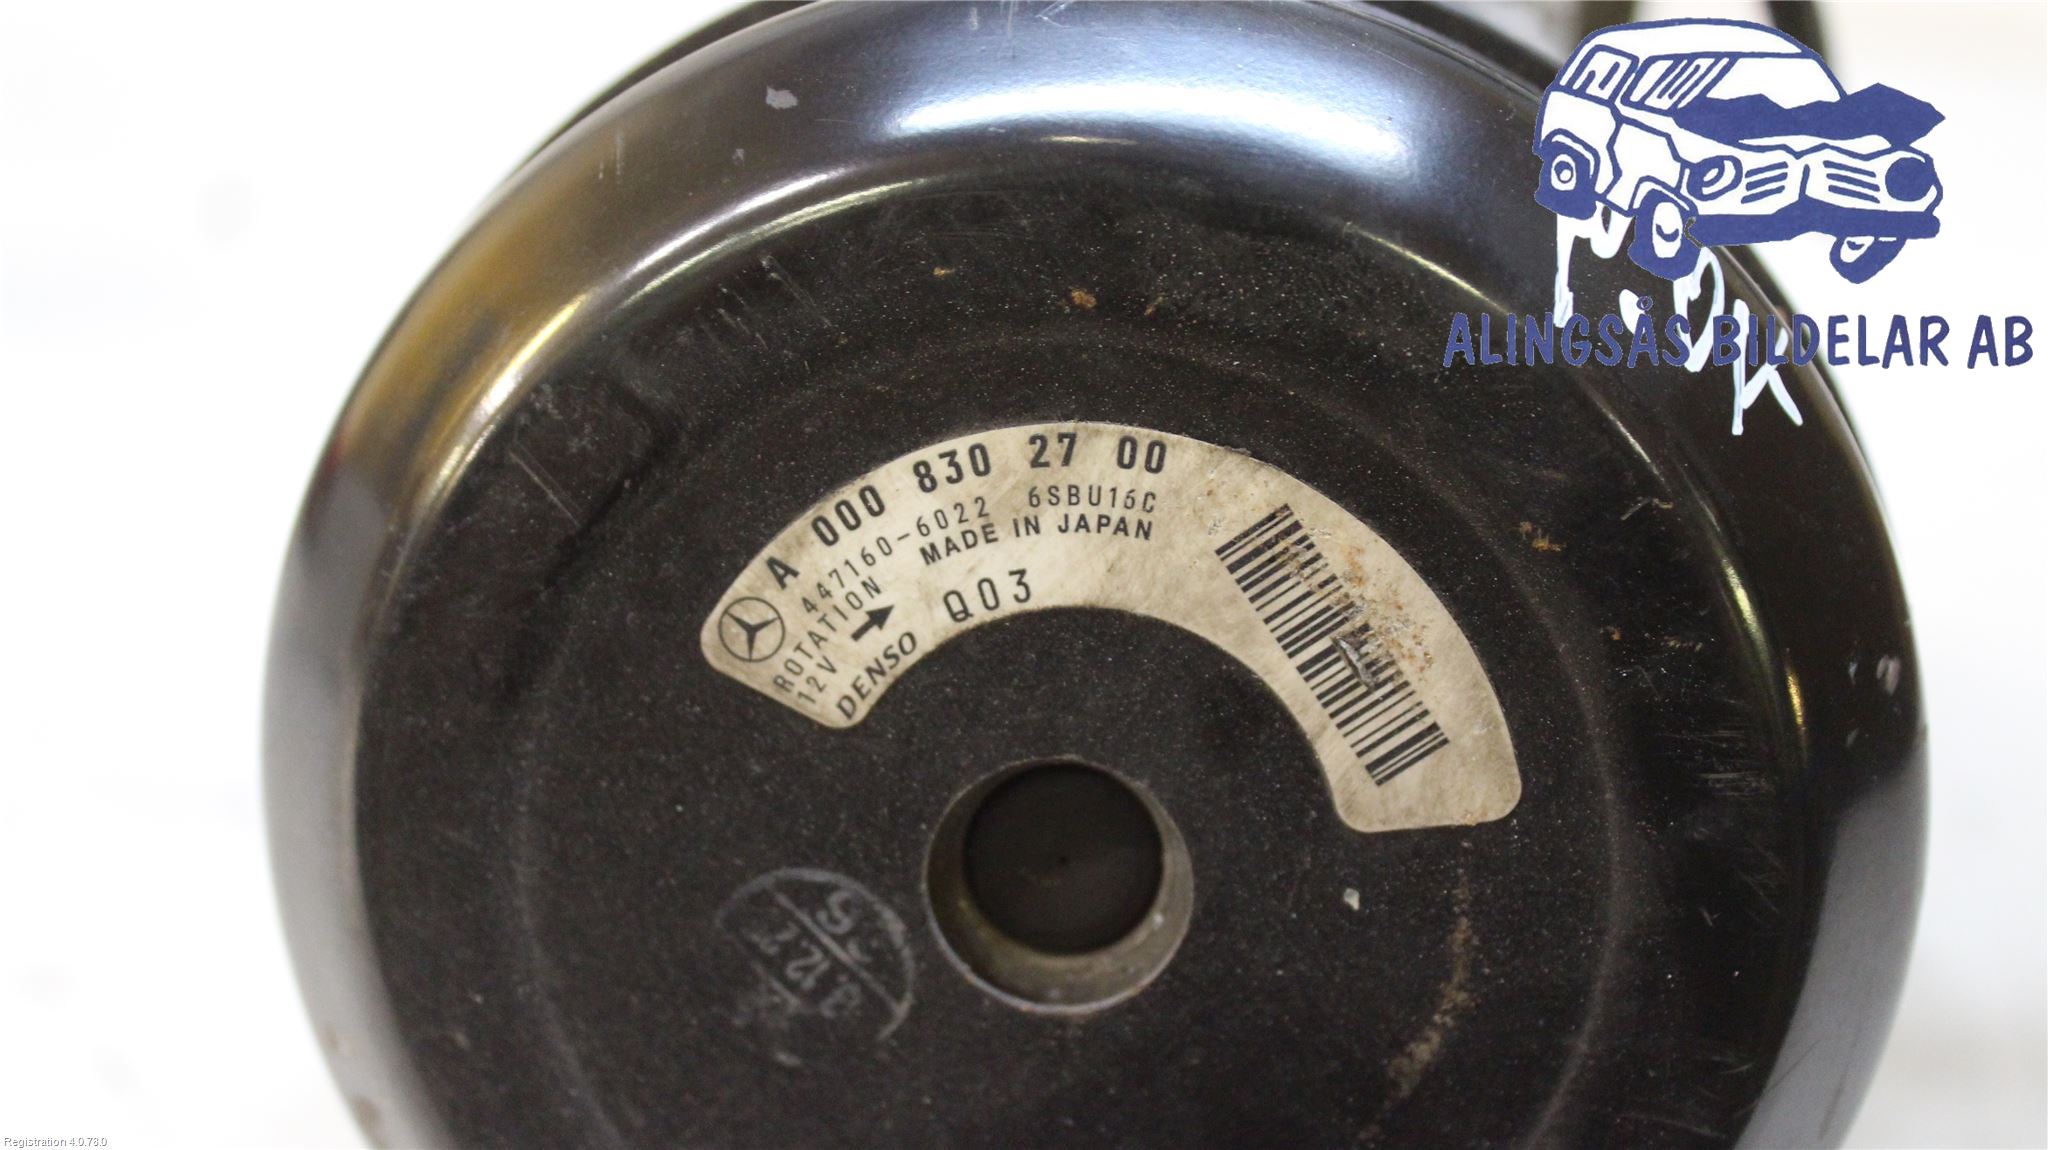 ALINGSÅS BILDELAR AB
A 000 830 27 00
447160-6022 6SBU16C
ROTATION MADE IN JAPAN
12V
DENSO Q03
Registration 4.0.78.0